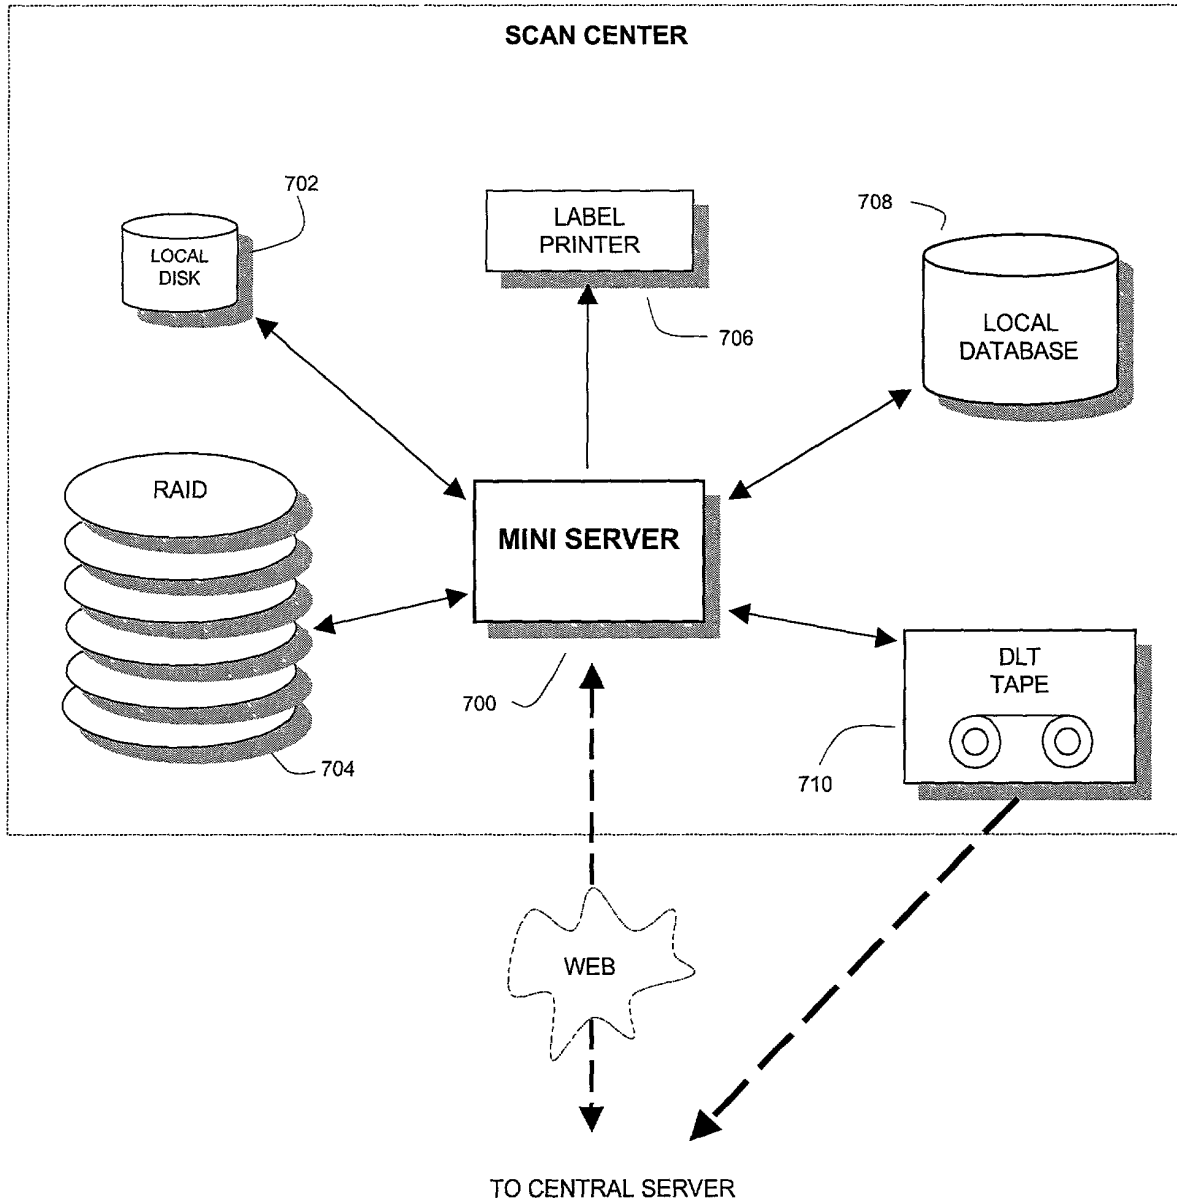 SCAN CENTER
702
LOCAL
DISK
LABEL
PRINTER
706
708
LOCAL
DATABASE
RAID
704
MINI SERVER
700
DLT
TAPE
710
WEB
TO CENTRAL SERVER